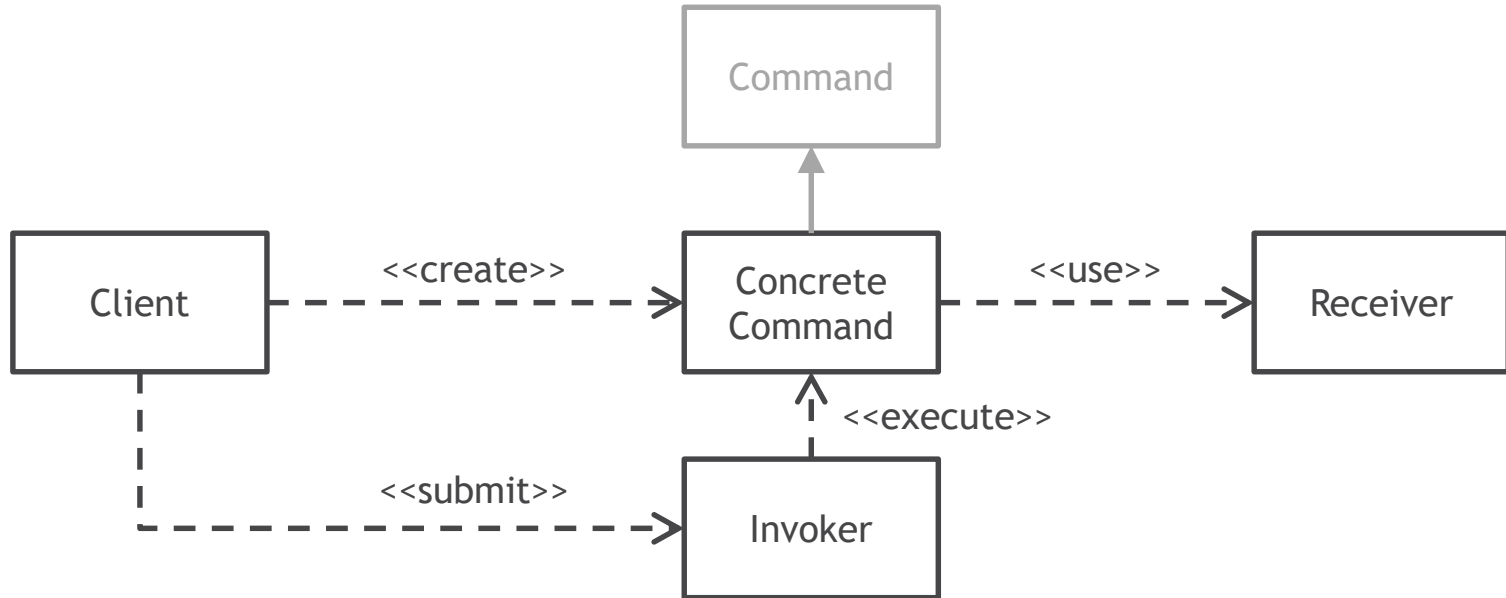 Command
Client
<<create>>
Concrete
Command
<<use>>
Receiver
<<execute>>
<<submit>>
Invoker